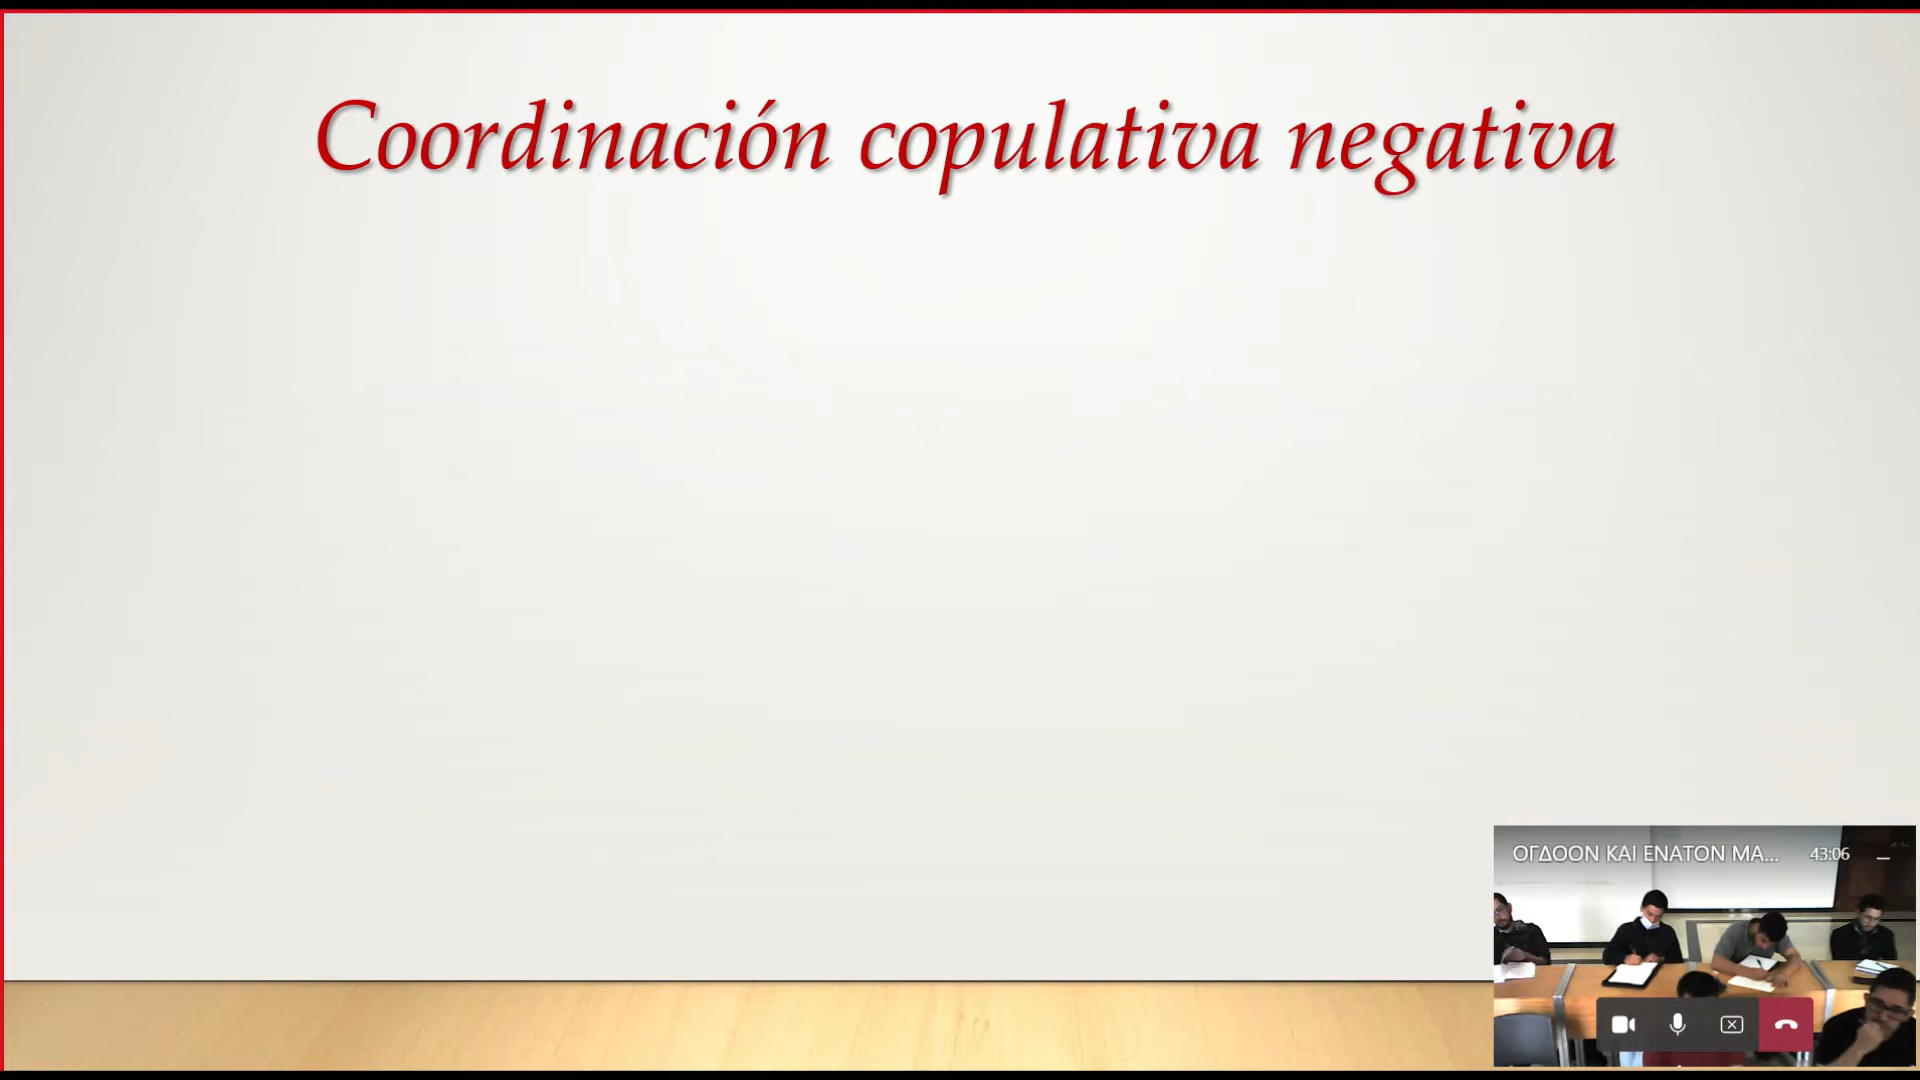 Coordinación copulativa negativa
ΟΓΔΟΟΝ ΚΑΙ ΕΝΑΤΟΝ ΜΑ...
43:06